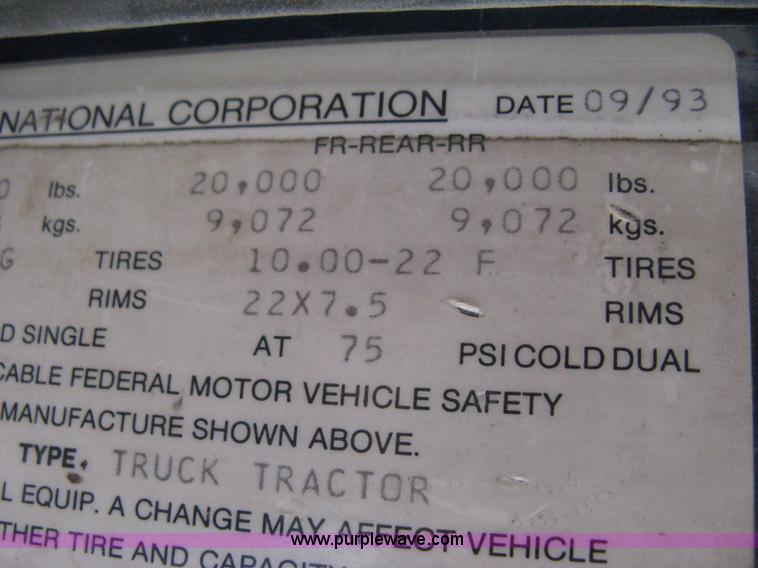 NATIONAL CORPORATION DATE 09/93
FR-REAR-RR
lbs. 20,000 20,000 lbs.
kgs. 9,072 9,072 kgs.
G TIRES 10.00-22 F TIRES
RIMS 22X7.5 RIMS
D SINGLE AT 75 PSI COLD DUAL
CABLE FEDERAL MOTOR VEHICLE SAFETY
MANUFACTURE SHOWN ABOVE.
TYPE. TRUCK TRACTOR
L EQUIP. A CHANGE MAY AFFECT VEHICLE
www.purplewave.com
THER TIRE AND CAPACITY